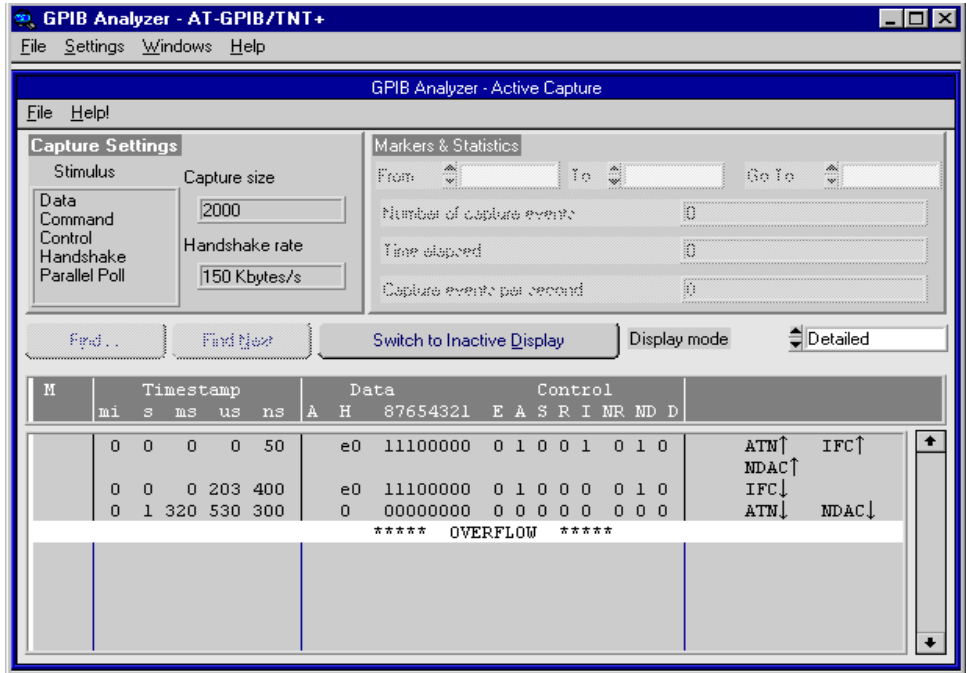 GPIB Analyzer - AT-GPIB/TNT+
File Settings Windows Help
GPIB Analyzer - Active Capture
File Help!
Capture Settings
Stimulus
Data
Command
Control
Handshake
Parallel Poll
Capture size
2000
Handshake rate
150 Kbytes/s
Markers & Statistics
From To Go To
Number of capture events 0
Time elapsed 0
Capture events per second 0
Find... Find Next Switch to Inactive Display Display mode Detailed
M Timestamp Data Control
mi s ms us ns A H 87654321 E A S R I NR ND D
0 0 0 0 50 e0 11100000 0 1 0 0 1 0 1 0 ATN↑ IFC↑
NDAC↑
0 0 0 203 400 e0 11100000 0 1 0 0 0 0 1 0 IFC↓
0 1 320 530 300 0 00000000 0 0 0 0 0 0 0 0 ATN↓ NDAC↓
***** OVERFLOW *****